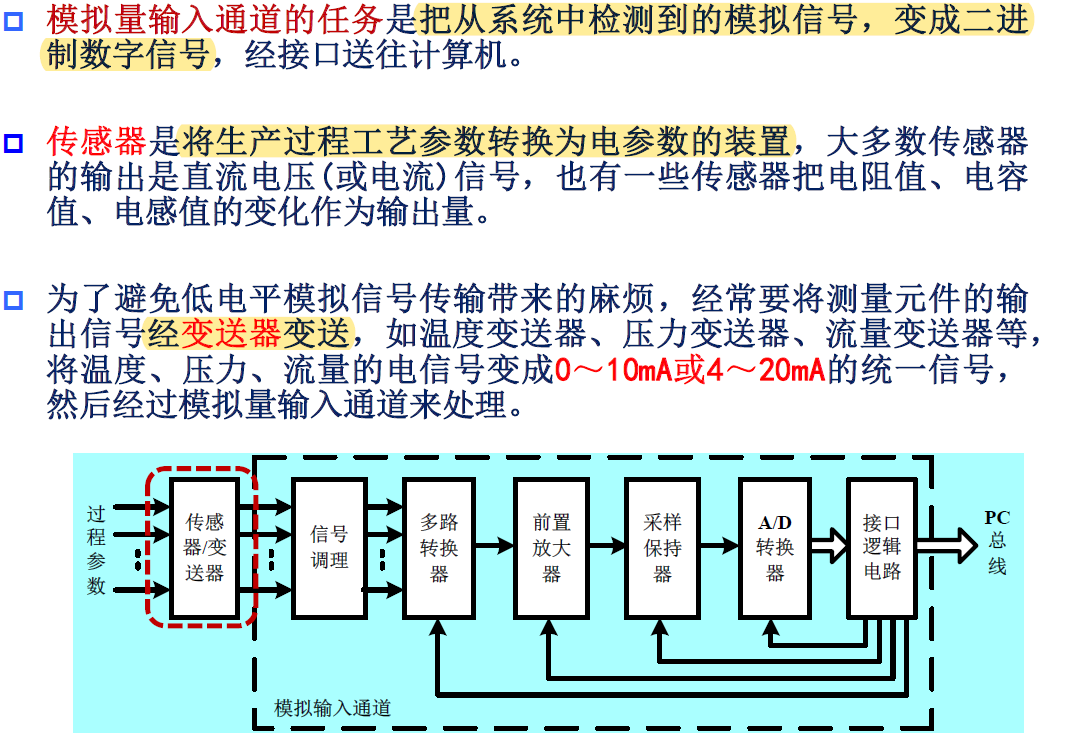 模拟量输入通道的任务是把从系统中检测到的模拟信号，变成二进
制数字信号，经接口送往计算机。
传感器是将生产过程工艺参数转换为电参数的装置，大多数传感器
的输出是直流电压(或电流)信号，也有一些传感器把电阻值、电容
值、电感值的变化作为输出量。
为了避免低电平模拟信号传输带来的麻烦，经常要将测量元件的输
出信号经变送器变送，如温度变送器、压力变送器、流量变送器等，
将温度、压力、流量的电信号变成0～10mA或4～20mA的统一信号，
然后经过模拟量输入通道来处理。
过
程
参
数
传感
器/变
送器
信号
调理
多路
转换
器
前置
放大
器
采样
保持
器
A/D
转换
器
接口
逻辑
电路
PC
总
线
模拟输入通道